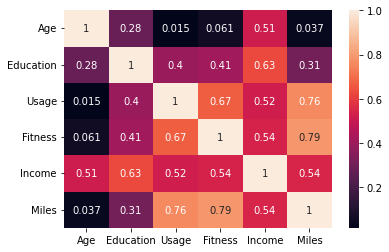 Age 1 0.28 0.015 0.061 0.51 0.037
Education 0.28 1 0.4 0.41 0.63 0.31
Usage 0.015 0.4 1 0.67 0.52 0.76
Fitness 0.061 0.41 0.67 1 0.54 0.79
Income 0.51 0.63 0.52 0.54 1 0.54
Miles 0.037 0.31 0.76 0.79 0.54 1
Age Education Usage Fitness Income Miles
1.0
0.8
0.6
0.4
0.2